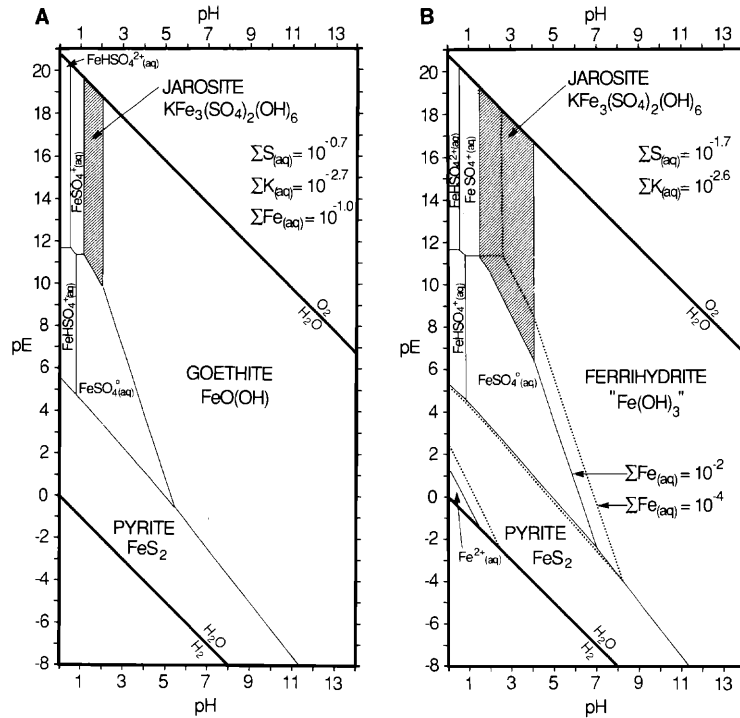 A
pH
1 3 5 7 9 11 13
FeHSO₄²⁺(aq)
JAROSITE
KFe₃(SO₄)₂(OH)₆
ΣS(aq) = 10^-0.7
ΣK(aq) = 10^-2.7
ΣFe(aq) = 10^-1.0
FeSO₄⁺(aq)
FeHSO₄⁺(aq)
FeSO₄°(aq)
GOETHITE
FeO(OH)
O₂
H₂O
PYRITE
FeS₂
H₂O
H₂
pE
20
18
16
14
12
10
8
6
4
2
0
-2
-4
-6
-8
1 3 5 7 9 11 13
pH
B
pH
1 3 5 7 9 11 13
JAROSITE
KFe₃(SO₄)₂(OH)₆
ΣS(aq) = 10^-1.7
ΣK(aq) = 10^-2.6
FeHSO₄²⁺(aq)
FeSO₄⁺(aq)
FeHSO₄⁺(aq)
FeSO₄°(aq)
O₂
H₂O
FERRIHYDRITE
"Fe(OH)₃"
ΣFe(aq) = 10^-2
ΣFe(aq) = 10^-4
Fe²⁺(aq)
PYRITE
FeS₂
H₂O
H₂
pE
20
18
16
14
12
10
8
6
4
2
0
-2
-4
-6
-8
1 3 5 7 9 11 13
pH